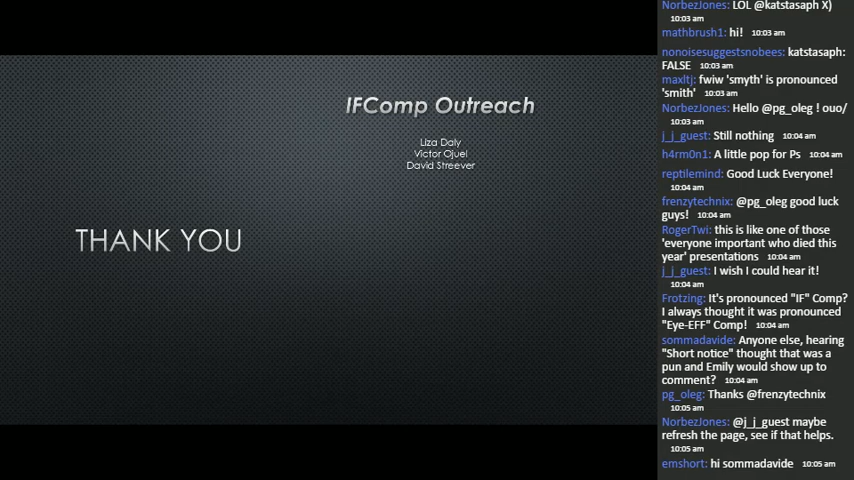 IFComp Outreach
Liza Daly
Victor Ojuel
David Streever
THANK YOU
NorbezJones: LOL @katstasaph X)
10:03 am
mathbrush1: hi! 10:03 am
nonoisesuggestsnobees: katstasaph:
FALSE 10:03 am
maxltj: fwiw 'smyth' is pronounced
'smith' 10:03 am
NorbezJones: Hello @pg_oleg ! ouo/
10:03 am
j_j_guest: Still nothing 10:04 am
h4rm0n1: A little pop for Ps 10:04 am
reptilemind: Good Luck Everyone!
10:04 am
frenzytechnix: @pg_oleg good luck
guys! 10:04 am
RogerTwi: this is like one of those
'everyone important who died this
year' presentations 10:04 am
j_j_guest: I wish I could hear it!
10:04 am
Frotzing: It's pronounced "IF" Comp?
I always thought it was pronounced
"Eye-EFF" Comp! 10:04 am
sommadavide: Anyone else, hearing
"Short notice" thought that was a
pun and Emily would show up to
comment? 10:04 am
pg_oleg: Thanks @frenzytechnix
10:05 am
NorbezJones: @j_j_guest maybe
refresh the page, see if that helps.
10:05 am
emshort: hi sommadavide 10:05 am